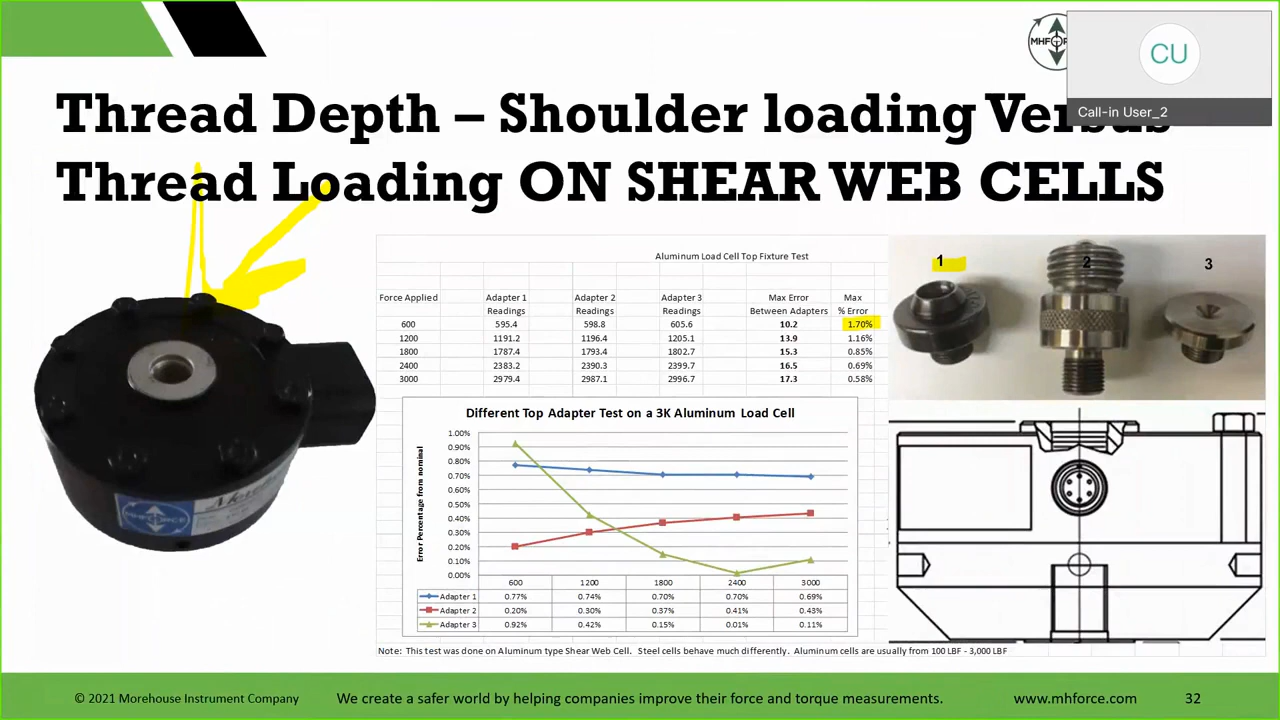 MHF
CU
Call-in User_2
Thread Depth – Shoulder loading Versus
Thread Loading ON SHEAR WEB CELLS
Aluminum Load Cell Top Fixture Test
Force Applied Adapter 1 Adapter 2 Adapter 3 Max Error Max
Readings Readings Readings Between Adapters % Error
600 595.4 598.8 605.6 10.2 1.70%
1200 1191.2 1196.4 1205.1 13.9 1.16%
1800 1787.4 1793.4 1802.7 15.3 0.85%
2400 2383.2 2390.3 2399.7 16.5 0.69%
3000 2979.4 2987.1 2996.7 17.3 0.58%
1 2 3
Different Top Adapter Test on a 3K Aluminum Load Cell
Error Percentage from nominal
1.00%
0.90%
0.80%
0.70%
0.60%
0.50%
0.40%
0.30%
0.20%
0.10%
0.00%
600 1200 1800 2400 3000
Adapter 1 0.77% 0.74% 0.70% 0.70% 0.69%
Adapter 2 0.20% 0.30% 0.37% 0.41% 0.43%
Adapter 3 0.92% 0.42% 0.15% 0.01% 0.11%
MHFORCE
Note: This test was done on Aluminum type Shear Web Cell. Steel cells behave much differently. Aluminum cells are usually from 100 LBF - 3,000 LBF
© 2021 Morehouse Instrument Company We create a safer world by helping companies improve their force and torque measurements. www.mhforce.com 32